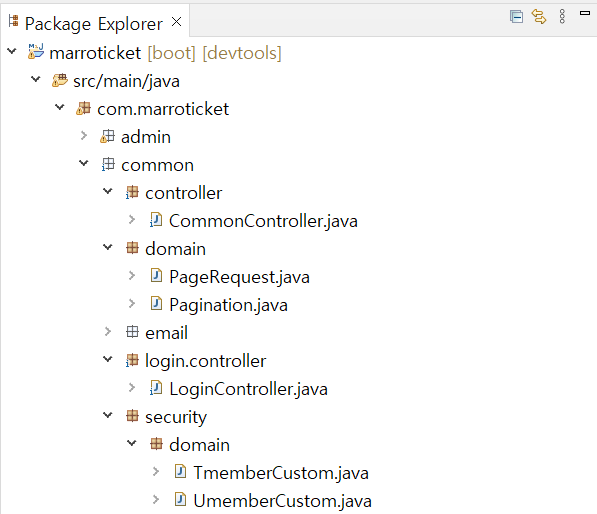 Package Explorer
marroticket [boot] [devtools]
src/main/java
com.marroticket
admin
common
controller
CommonController.java
domain
PageRequest.java
Pagination.java
email
login.controller
LoginController.java
security
domain
TmemberCustom.java
UmemberCustom.java